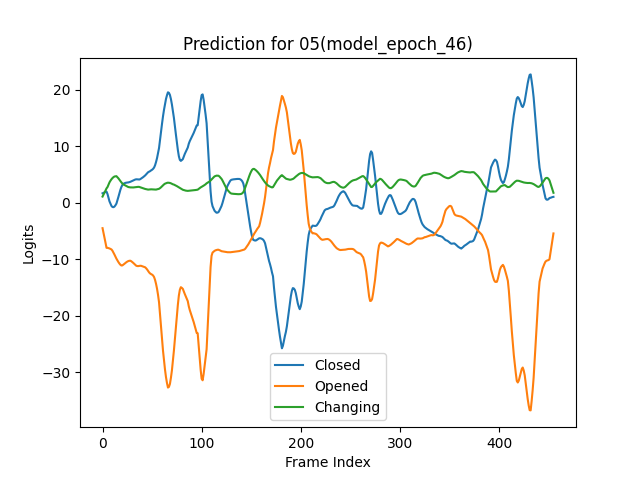 Prediction for 05(model_epoch_46)
Logits
20
10
0
−10
−20
−30
0 100 200 300 400
Frame Index
Closed
Opened
Changing